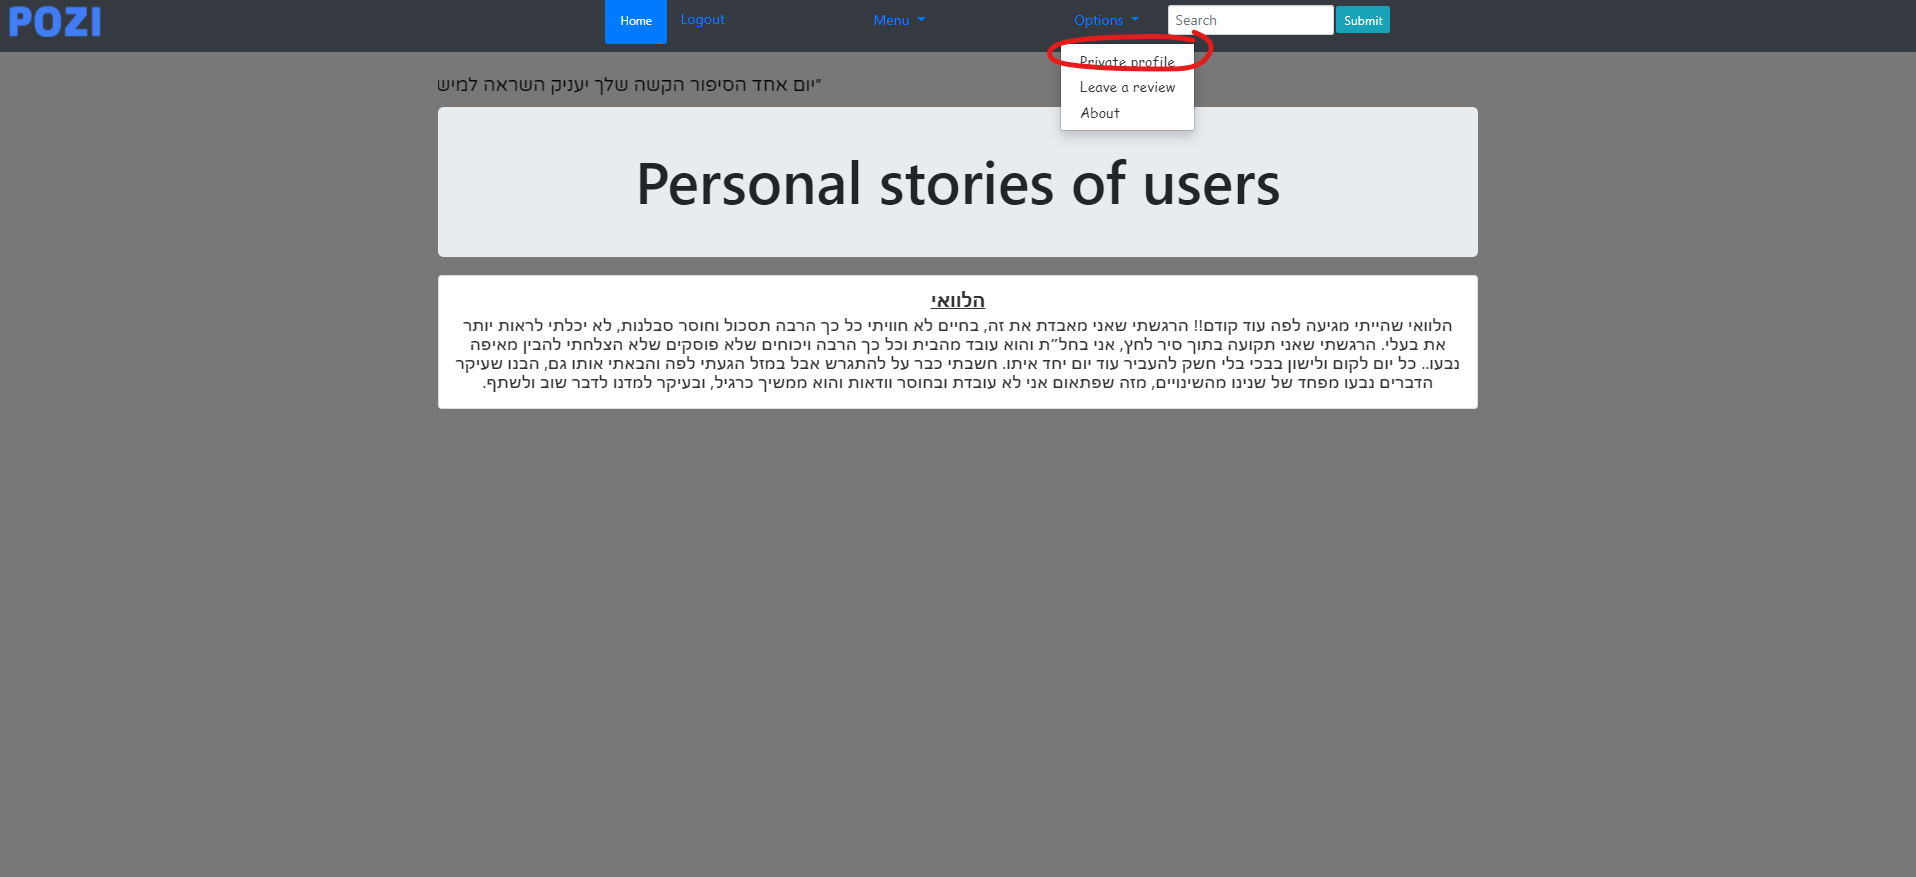 POZI
Home
Logout
Menu
Options
Search
Submit
Private profile
Leave a review
About
"יום אחד הסיפור הקשה שלך יעניק השראה למיש
Personal stories of users
הלוואי
הלוואי שהייתי מגיעה לפה עוד קודם!! הרגשתי שאני מאבדת את זה, בחיים לא חוויתי כל כך הרבה תסכול וחוסר סבלנות, לא יכלתי לראות יותר
את בעלי. הרגשתי שאני תקועה בתוך סיר לחץ, אני בחל"ת והוא עובד מהבית וכל כך הרבה ויכוחים שלא פוסקים שלא הצלחתי להבין מאיפה
נבעו.. כל יום לקום ולישון בבכי בלי חשק להעביר עוד יום יחד איתו. חשבתי כבר על להתגרש אבל במזל הגעתי לפה והבאתי אותו גם, הבנו שעיקר
הדברים נבעו מפחד של שנינו מהשינויים, מזה שפתאום אני לא עובדת ובחוסר וודאות והוא ממשיך כרגיל, ובעיקר למדנו לדבר שוב ולשתף.